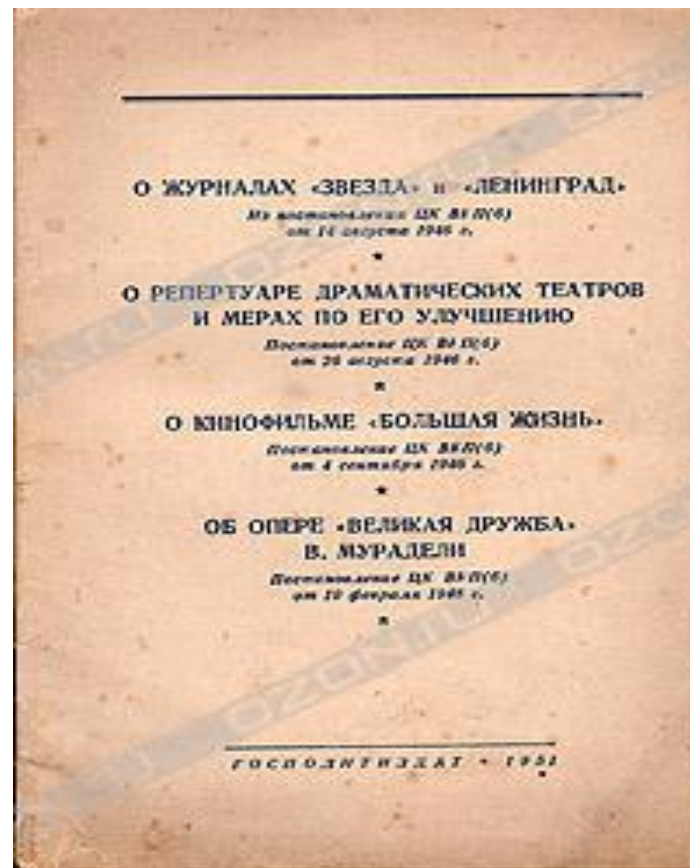 О ЖУРНАЛАХ «ЗВЕЗДА» и «ЛЕНИНГРАД»
Из постановления ЦК ВКП(б)
от 14 августа 1946 г.
О РЕПЕРТУАРЕ ДРАМАТИЧЕСКИХ ТЕАТРОВ
И МЕРАХ ПО ЕГО УЛУЧШЕНИЮ
Постановление ЦК ВКП(б)
от 26 августа 1946 г.
О КИНОФИЛЬМЕ «БОЛЬШАЯ ЖИЗНЬ»
Постановление ЦК ВКП(б)
от 4 сентября 1946 г.
ОБ ОПЕРЕ «ВЕЛИКАЯ ДРУЖБА»
В. МУРАДЕЛИ
Постановление ЦК ВКП(б)
от 10 февраля 1948 г.
OZON
ГОСПОЛИТИЗДАТ • 1951